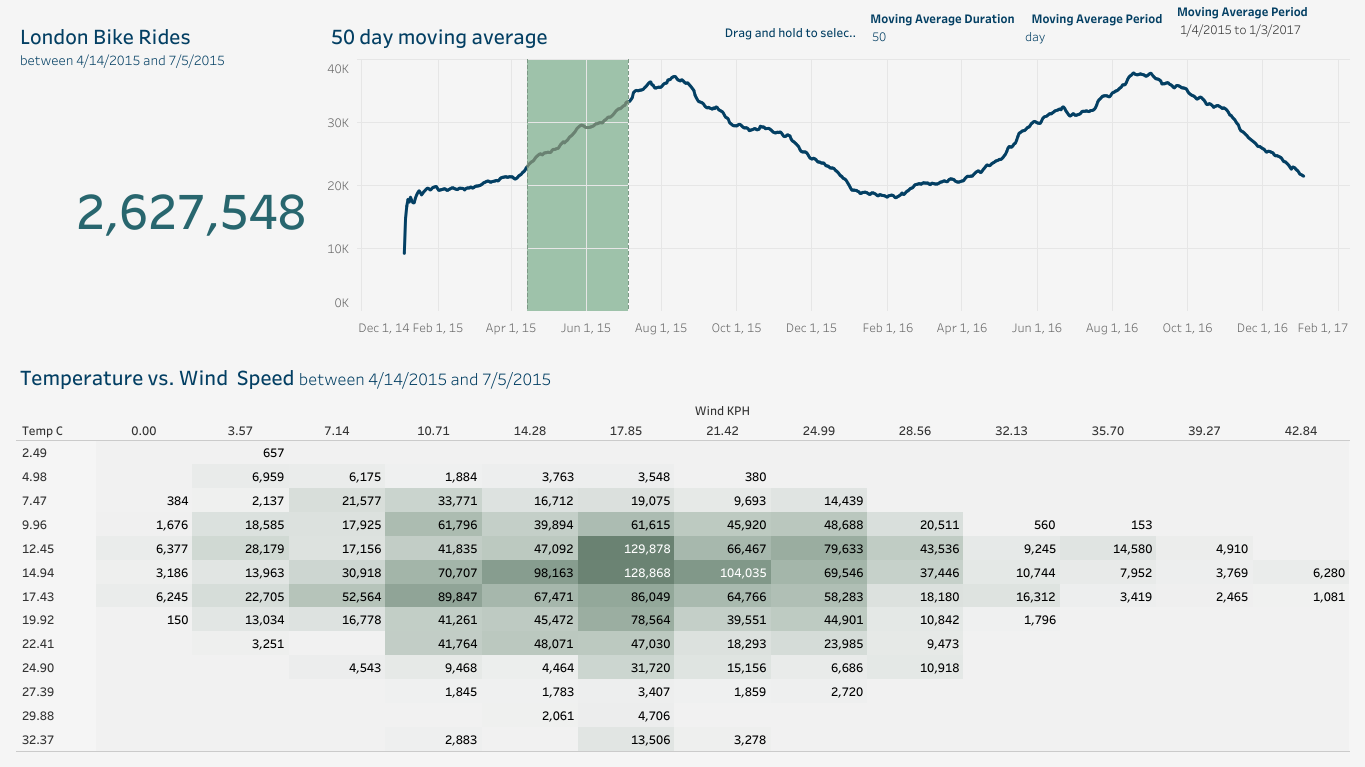 London Bike Rides
between 4/14/2015 and 7/5/2015
2,627,548
50 day moving average
Drag and hold to selec..
Moving Average Duration
50
Moving Average Period
day
Moving Average Period
1/4/2015 to 1/3/2017
40K
30K
20K
10K
0K
Dec 1, 14 Feb 1, 15 Apr 1, 15 Jun 1, 15 Aug 1, 15 Oct 1, 15 Dec 1, 15 Feb 1, 16 Apr 1, 16 Jun 1, 16 Aug 1, 16 Oct 1, 16 Dec 1, 16 Feb 1, 17
Temperature vs. Wind Speed between 4/14/2015 and 7/5/2015
Wind KPH
Temp C 0.00 3.57 7.14 10.71 14.28 17.85 21.42 24.99 28.56 32.13 35.70 39.27 42.84
2.49 657
4.98 6,959 6,175 1,884 3,763 3,548 380
7.47 384 2,137 21,577 33,771 16,712 19,075 9,693 14,439
9.96 1,676 18,585 17,925 61,796 39,894 61,615 45,920 48,688 20,511 560 153
12.45 6,377 28,179 17,156 41,835 47,092 129,878 66,467 79,633 43,536 9,245 14,580 4,910
14.94 3,186 13,963 30,918 70,707 98,163 128,868 104,035 69,546 37,446 10,744 7,952 3,769 6,280
17.43 6,245 22,705 52,564 89,847 67,471 86,049 64,766 58,283 18,180 16,312 3,419 2,465 1,081
19.92 150 13,034 16,778 41,261 45,472 78,564 39,551 44,901 10,842 1,796
22.41 3,251 41,764 48,071 47,030 18,293 23,985 9,473
24.90 4,543 9,468 4,464 31,720 15,156 6,686 10,918
27.39 1,845 1,783 3,407 1,859 2,720
29.88 2,061 4,706
32.37 2,883 13,506 3,278